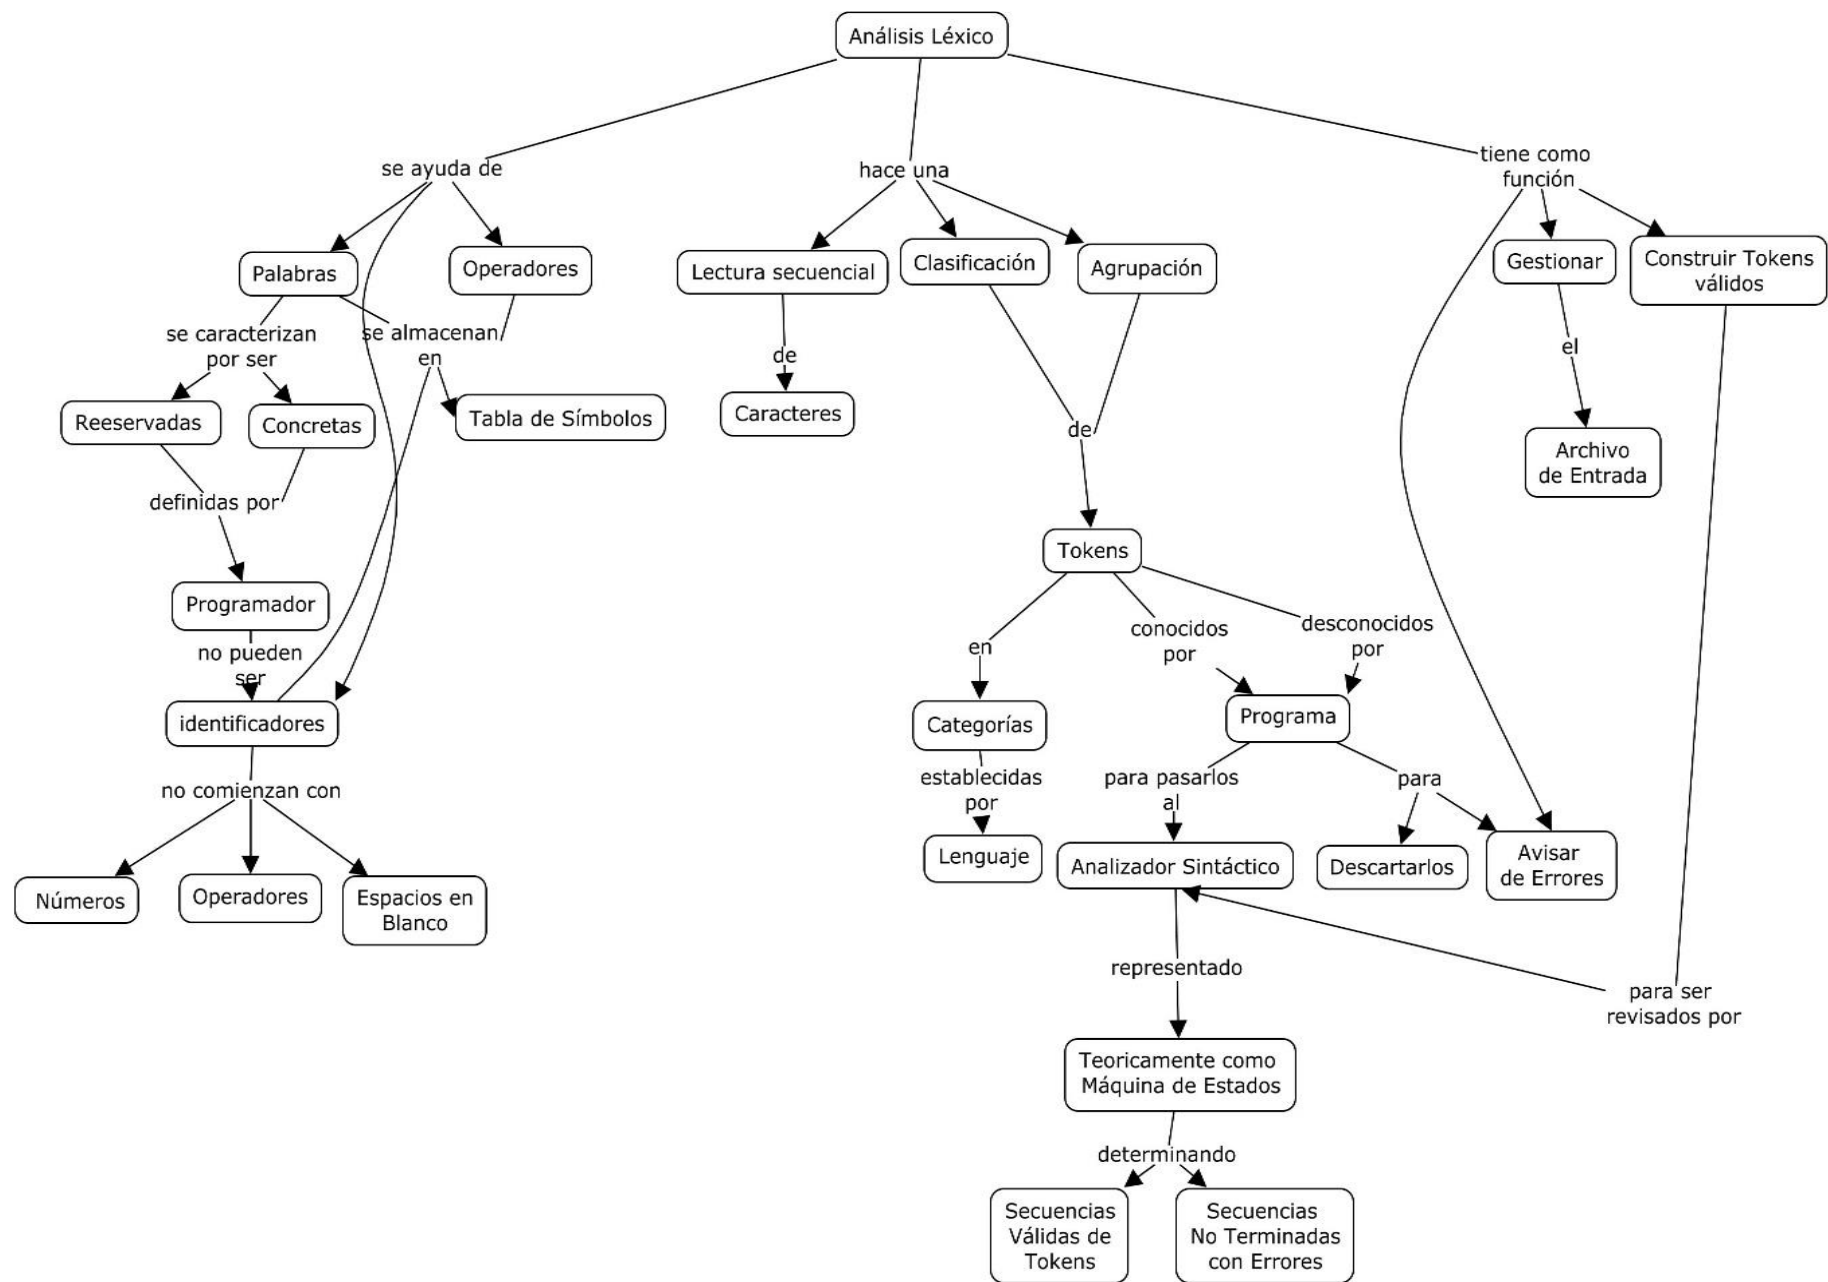 Análisis Léxico
se ayuda de
hace una
tiene como
función
Palabras
Operadores
Lectura secuencial
Clasificación
Agrupación
Gestionar
Construir Tokens
válidos
se caracterizan
por ser
se almacenan
en
de
el
Reeservadas
Concretas
Tabla de Símbolos
Caracteres
de
Archivo
de Entrada
definidas por
Tokens
Programador
no pueden
ser
en
conocidos
por
desconocidos
por
identificadores
Categorías
Programa
no comienzan con
establecidas
por
para pasarlos
al
para
Números
Operadores
Espacios en
Blanco
Lenguaje
Analizador Sintáctico
Descartarlos
Avisar
de Errores
representado
para ser
revisados por
Teoricamente como
Máquina de Estados
determinando
Secuencias
Válidas de
Tokens
Secuencias
No Terminadas
con Errores